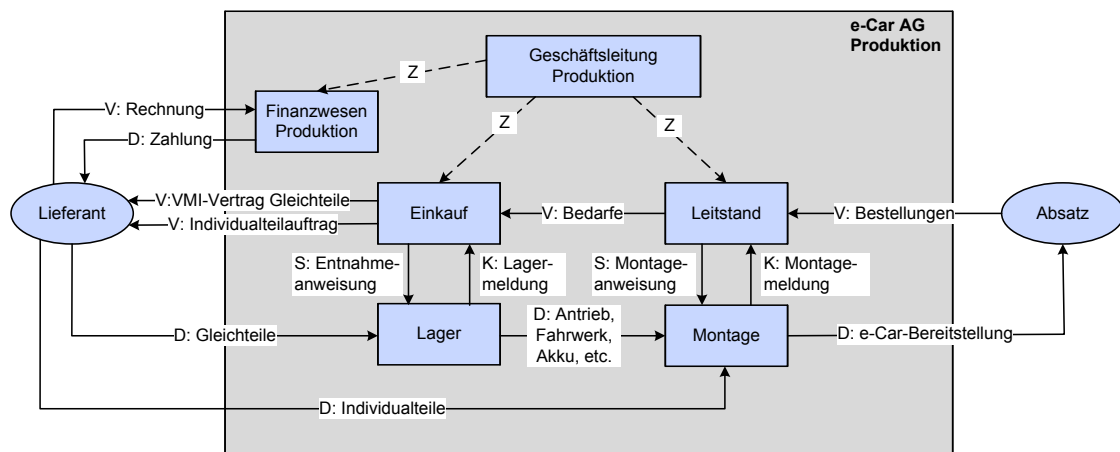 e-Car AG
Produktion
Geschäftsleitung
Produktion
Z
V: Rechnung
Finanzwesen
Produktion
D: Zahlung
Z
Z
V:VMI-Vertrag Gleichteile
Lieferant
V: Individualteilauftrag
Einkauf
V: Bedarfe
Leitstand
V: Bestellungen
Absatz
S: Entnahme-
anweisung
K: Lager-
meldung
S: Montage-
anweisung
K: Montage-
meldung
D: Gleichteile
Lager
D: Antrieb,
Fahrwerk,
Akku, etc.
Montage
D: e-Car-Bereitstellung
D: Individualteile